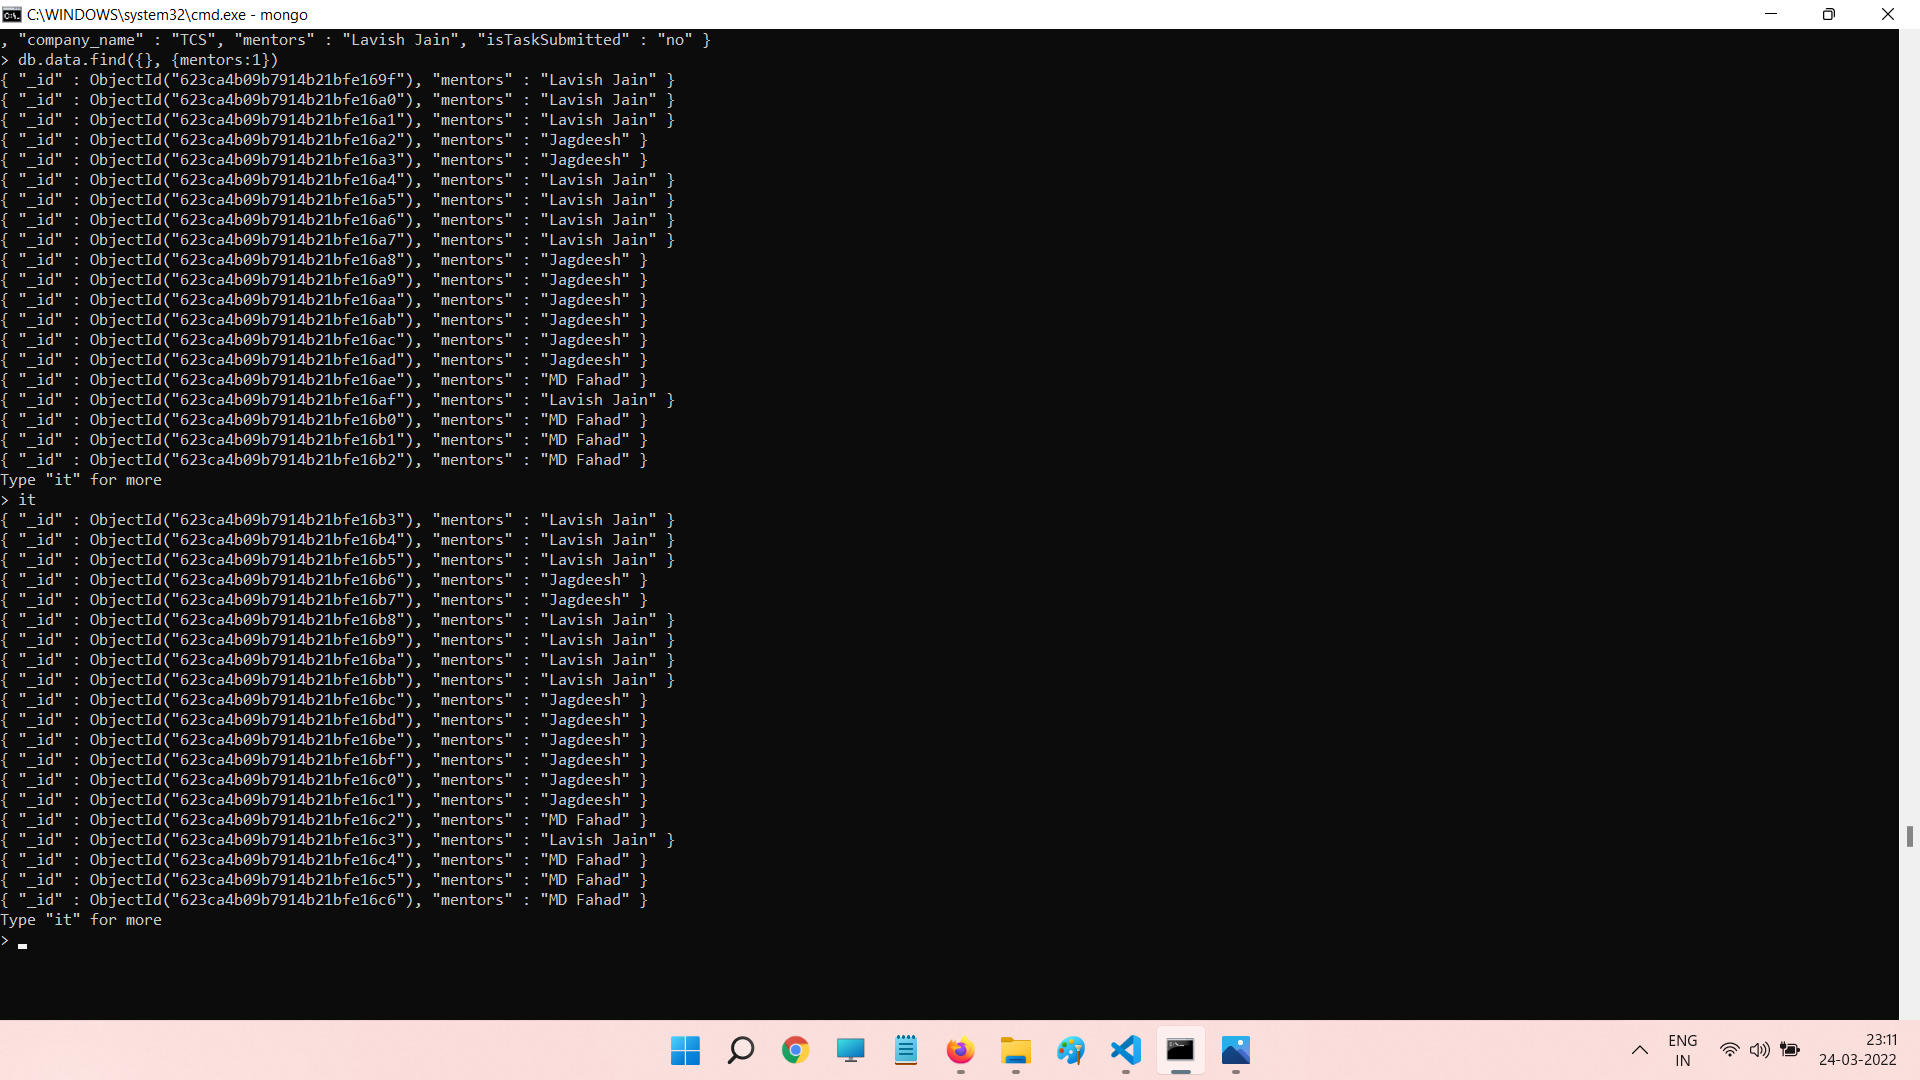 C:\WINDOWS\system32\cmd.exe - mongo
, "company_name" : "TCS", "mentors" : "Lavish Jain", "isTaskSubmitted" : "no" }
> db.data.find({}, {mentors:1})
{ "_id" : ObjectId("623ca4b09b7914b21bfe169f"), "mentors" : "Lavish Jain" }
{ "_id" : ObjectId("623ca4b09b7914b21bfe16a0"), "mentors" : "Lavish Jain" }
{ "_id" : ObjectId("623ca4b09b7914b21bfe16a1"), "mentors" : "Lavish Jain" }
{ "_id" : ObjectId("623ca4b09b7914b21bfe16a2"), "mentors" : "Jagdeesh" }
{ "_id" : ObjectId("623ca4b09b7914b21bfe16a3"), "mentors" : "Jagdeesh" }
{ "_id" : ObjectId("623ca4b09b7914b21bfe16a4"), "mentors" : "Lavish Jain" }
{ "_id" : ObjectId("623ca4b09b7914b21bfe16a5"), "mentors" : "Lavish Jain" }
{ "_id" : ObjectId("623ca4b09b7914b21bfe16a6"), "mentors" : "Lavish Jain" }
{ "_id" : ObjectId("623ca4b09b7914b21bfe16a7"), "mentors" : "Lavish Jain" }
{ "_id" : ObjectId("623ca4b09b7914b21bfe16a8"), "mentors" : "Jagdeesh" }
{ "_id" : ObjectId("623ca4b09b7914b21bfe16a9"), "mentors" : "Jagdeesh" }
{ "_id" : ObjectId("623ca4b09b7914b21bfe16aa"), "mentors" : "Jagdeesh" }
{ "_id" : ObjectId("623ca4b09b7914b21bfe16ab"), "mentors" : "Jagdeesh" }
{ "_id" : ObjectId("623ca4b09b7914b21bfe16ac"), "mentors" : "Jagdeesh" }
{ "_id" : ObjectId("623ca4b09b7914b21bfe16ad"), "mentors" : "Jagdeesh" }
{ "_id" : ObjectId("623ca4b09b7914b21bfe16ae"), "mentors" : "MD Fahad" }
{ "_id" : ObjectId("623ca4b09b7914b21bfe16af"), "mentors" : "Lavish Jain" }
{ "_id" : ObjectId("623ca4b09b7914b21bfe16b0"), "mentors" : "MD Fahad" }
{ "_id" : ObjectId("623ca4b09b7914b21bfe16b1"), "mentors" : "MD Fahad" }
{ "_id" : ObjectId("623ca4b09b7914b21bfe16b2"), "mentors" : "MD Fahad" }
Type "it" for more
> it
{ "_id" : ObjectId("623ca4b09b7914b21bfe16b3"), "mentors" : "Lavish Jain" }
{ "_id" : ObjectId("623ca4b09b7914b21bfe16b4"), "mentors" : "Lavish Jain" }
{ "_id" : ObjectId("623ca4b09b7914b21bfe16b5"), "mentors" : "Lavish Jain" }
{ "_id" : ObjectId("623ca4b09b7914b21bfe16b6"), "mentors" : "Jagdeesh" }
{ "_id" : ObjectId("623ca4b09b7914b21bfe16b7"), "mentors" : "Jagdeesh" }
{ "_id" : ObjectId("623ca4b09b7914b21bfe16b8"), "mentors" : "Lavish Jain" }
{ "_id" : ObjectId("623ca4b09b7914b21bfe16b9"), "mentors" : "Lavish Jain" }
{ "_id" : ObjectId("623ca4b09b7914b21bfe16ba"), "mentors" : "Lavish Jain" }
{ "_id" : ObjectId("623ca4b09b7914b21bfe16bb"), "mentors" : "Lavish Jain" }
{ "_id" : ObjectId("623ca4b09b7914b21bfe16bc"), "mentors" : "Jagdeesh" }
{ "_id" : ObjectId("623ca4b09b7914b21bfe16bd"), "mentors" : "Jagdeesh" }
{ "_id" : ObjectId("623ca4b09b7914b21bfe16be"), "mentors" : "Jagdeesh" }
{ "_id" : ObjectId("623ca4b09b7914b21bfe16bf"), "mentors" : "Jagdeesh" }
{ "_id" : ObjectId("623ca4b09b7914b21bfe16c0"), "mentors" : "Jagdeesh" }
{ "_id" : ObjectId("623ca4b09b7914b21bfe16c1"), "mentors" : "Jagdeesh" }
{ "_id" : ObjectId("623ca4b09b7914b21bfe16c2"), "mentors" : "MD Fahad" }
{ "_id" : ObjectId("623ca4b09b7914b21bfe16c3"), "mentors" : "Lavish Jain" }
{ "_id" : ObjectId("623ca4b09b7914b21bfe16c4"), "mentors" : "MD Fahad" }
{ "_id" : ObjectId("623ca4b09b7914b21bfe16c5"), "mentors" : "MD Fahad" }
{ "_id" : ObjectId("623ca4b09b7914b21bfe16c6"), "mentors" : "MD Fahad" }
Type "it" for more
>
ENG
IN
23:11
24-03-2022